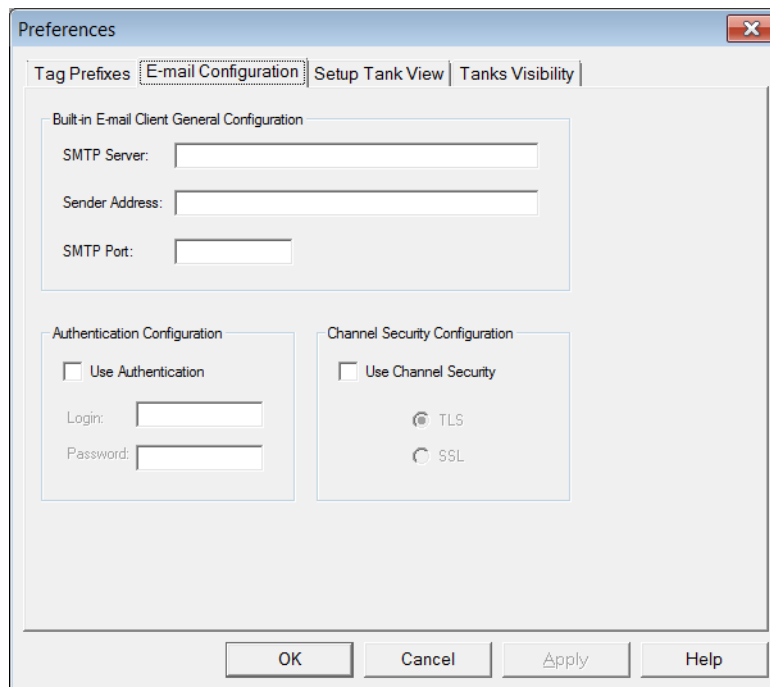 Preferences
Tag Prefixes E-mail Configuration Setup Tank View Tanks Visibility
Built-in E-mail Client General Configuration
SMTP Server:
Sender Address:
SMTP Port:
Authentication Configuration Channel Security Configuration
Use Authentication Use Channel Security
Login: TLS
Password: SSL
OK Cancel Apply Help